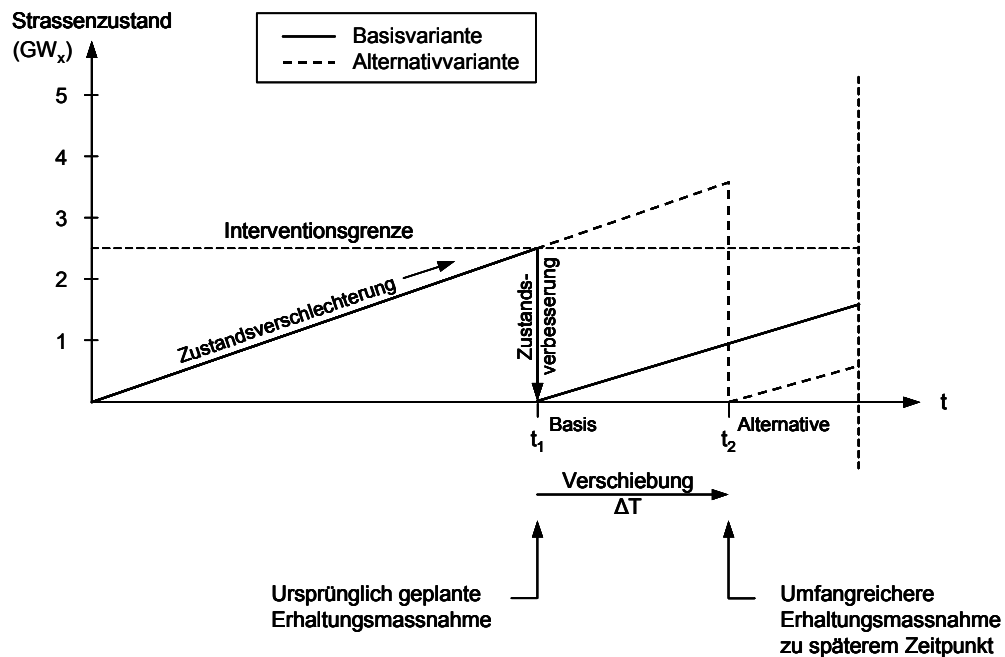 Strassenzustand
(GWx)
Basisvariante
Alternativvariante
5
4
3
2
1
Interventionsgrenze
Zustandsverschlechterung
Zustands-
verbesserung
t
t1 Basis
t2 Alternative
Verschiebung
ΔT
Ursprünglich geplante
Erhaltungsmassnahme
Umfangreichere
Erhaltungsmassnahme
zu späterem Zeitpunkt